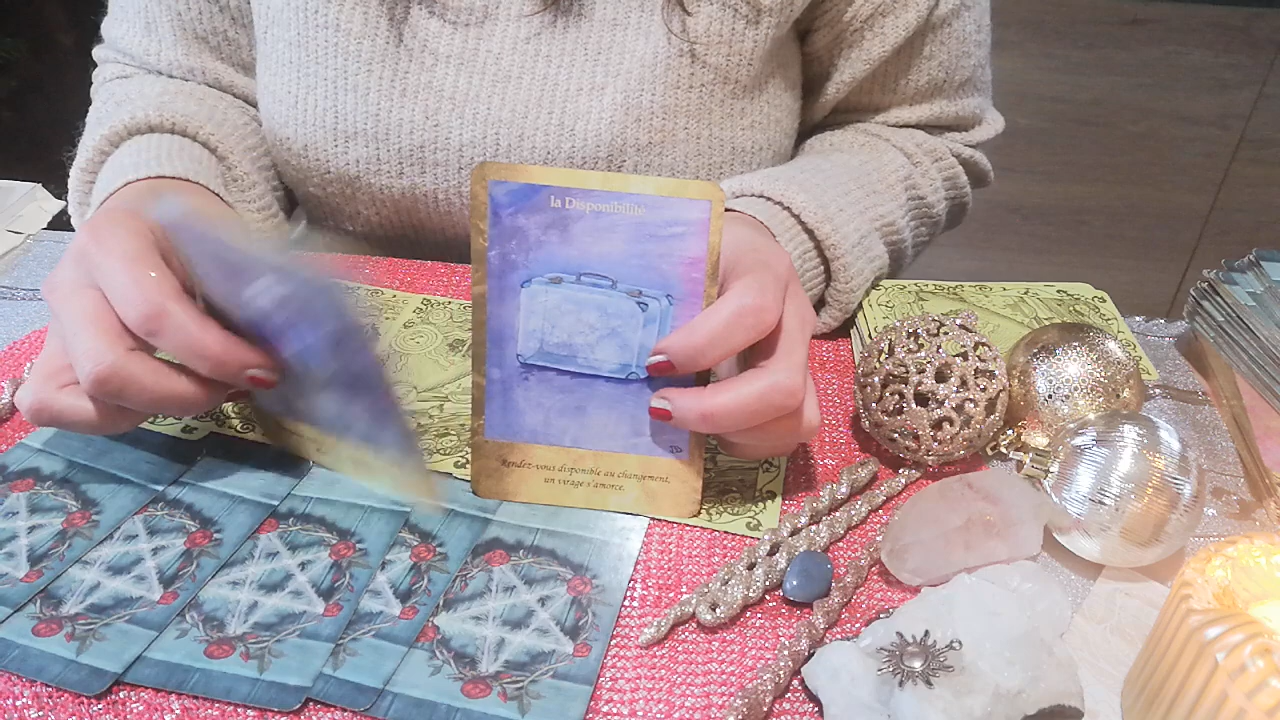 la Disponibilité
Rendez-vous disponible au changement,
un virage s'amorce.